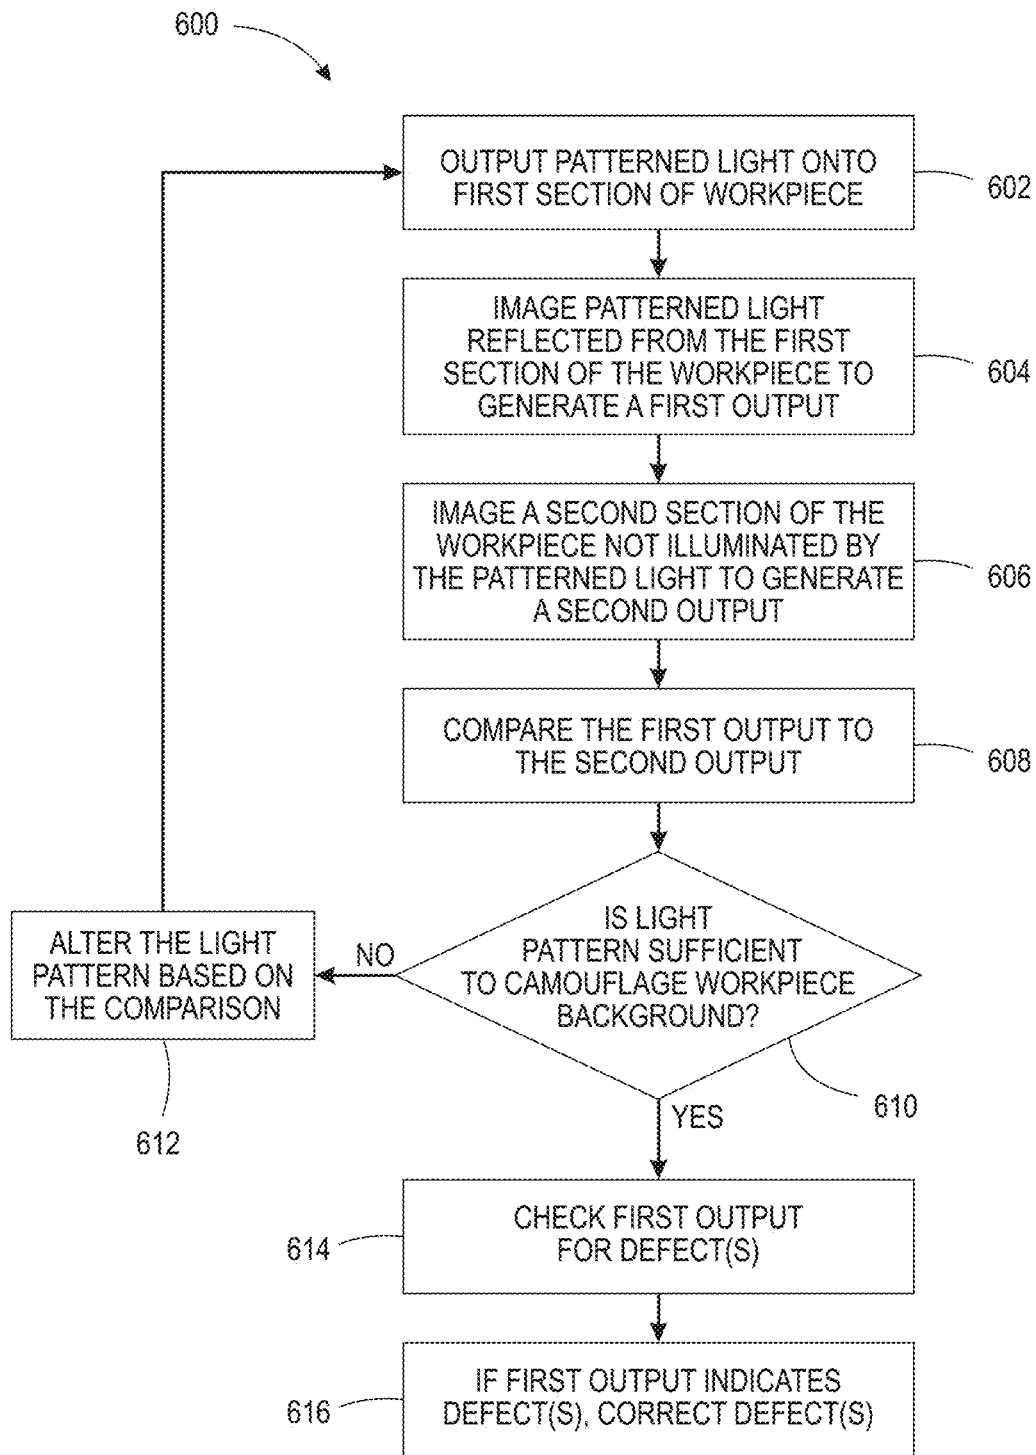 600
OUTPUT PATTERNED LIGHT ONTO
FIRST SECTION OF WORKPIECE
602
IMAGE PATTERNED LIGHT
REFLECTED FROM THE FIRST
SECTION OF THE WORKPIECE TO
GENERATE A FIRST OUTPUT
604
IMAGE A SECOND SECTION OF THE
WORKPIECE NOT ILLUMINATED BY
THE PATTERNED LIGHT TO GENERATE
A SECOND OUTPUT
606
COMPARE THE FIRST OUTPUT TO
THE SECOND OUTPUT
608
IS LIGHT
PATTERN SUFFICIENT
TO CAMOUFLAGE WORKPIECE
BACKGROUND?
610
NO
ALTER THE LIGHT
PATTERN BASED ON
THE COMPARISON
612
YES
CHECK FIRST OUTPUT
FOR DEFECT(S)
614
IF FIRST OUTPUT INDICATES
DEFECT(S), CORRECT DEFECT(S)
616